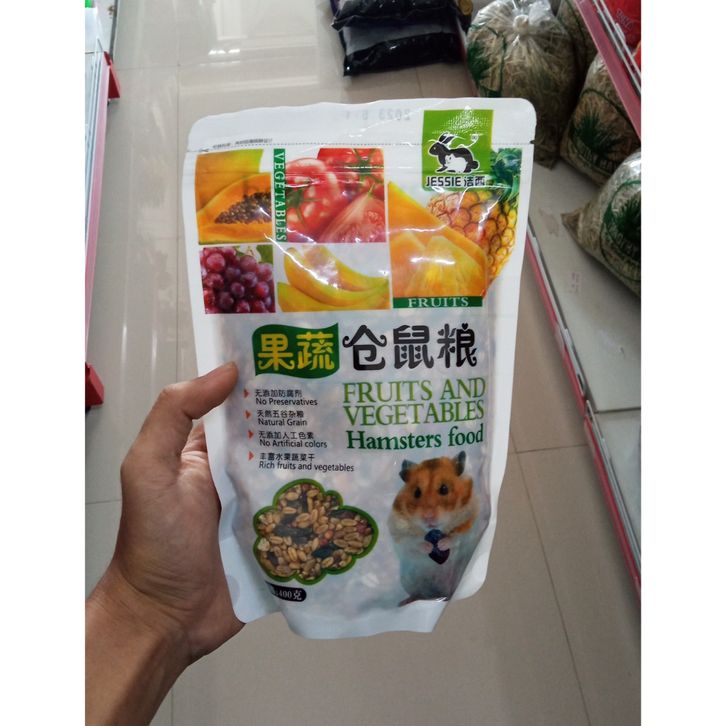 VEGETABLES
JESSIE 洁西
FRUITS
果蔬 仓鼠粮
无添加防腐剂
No Preservatives
天然五谷杂粮
Natural Grain
无添加人工色素
No Artificial colors
丰富水果蔬菜干
Rich fruits and vegetables
FRUITS AND
VEGETABLES
Hamsters food
400克